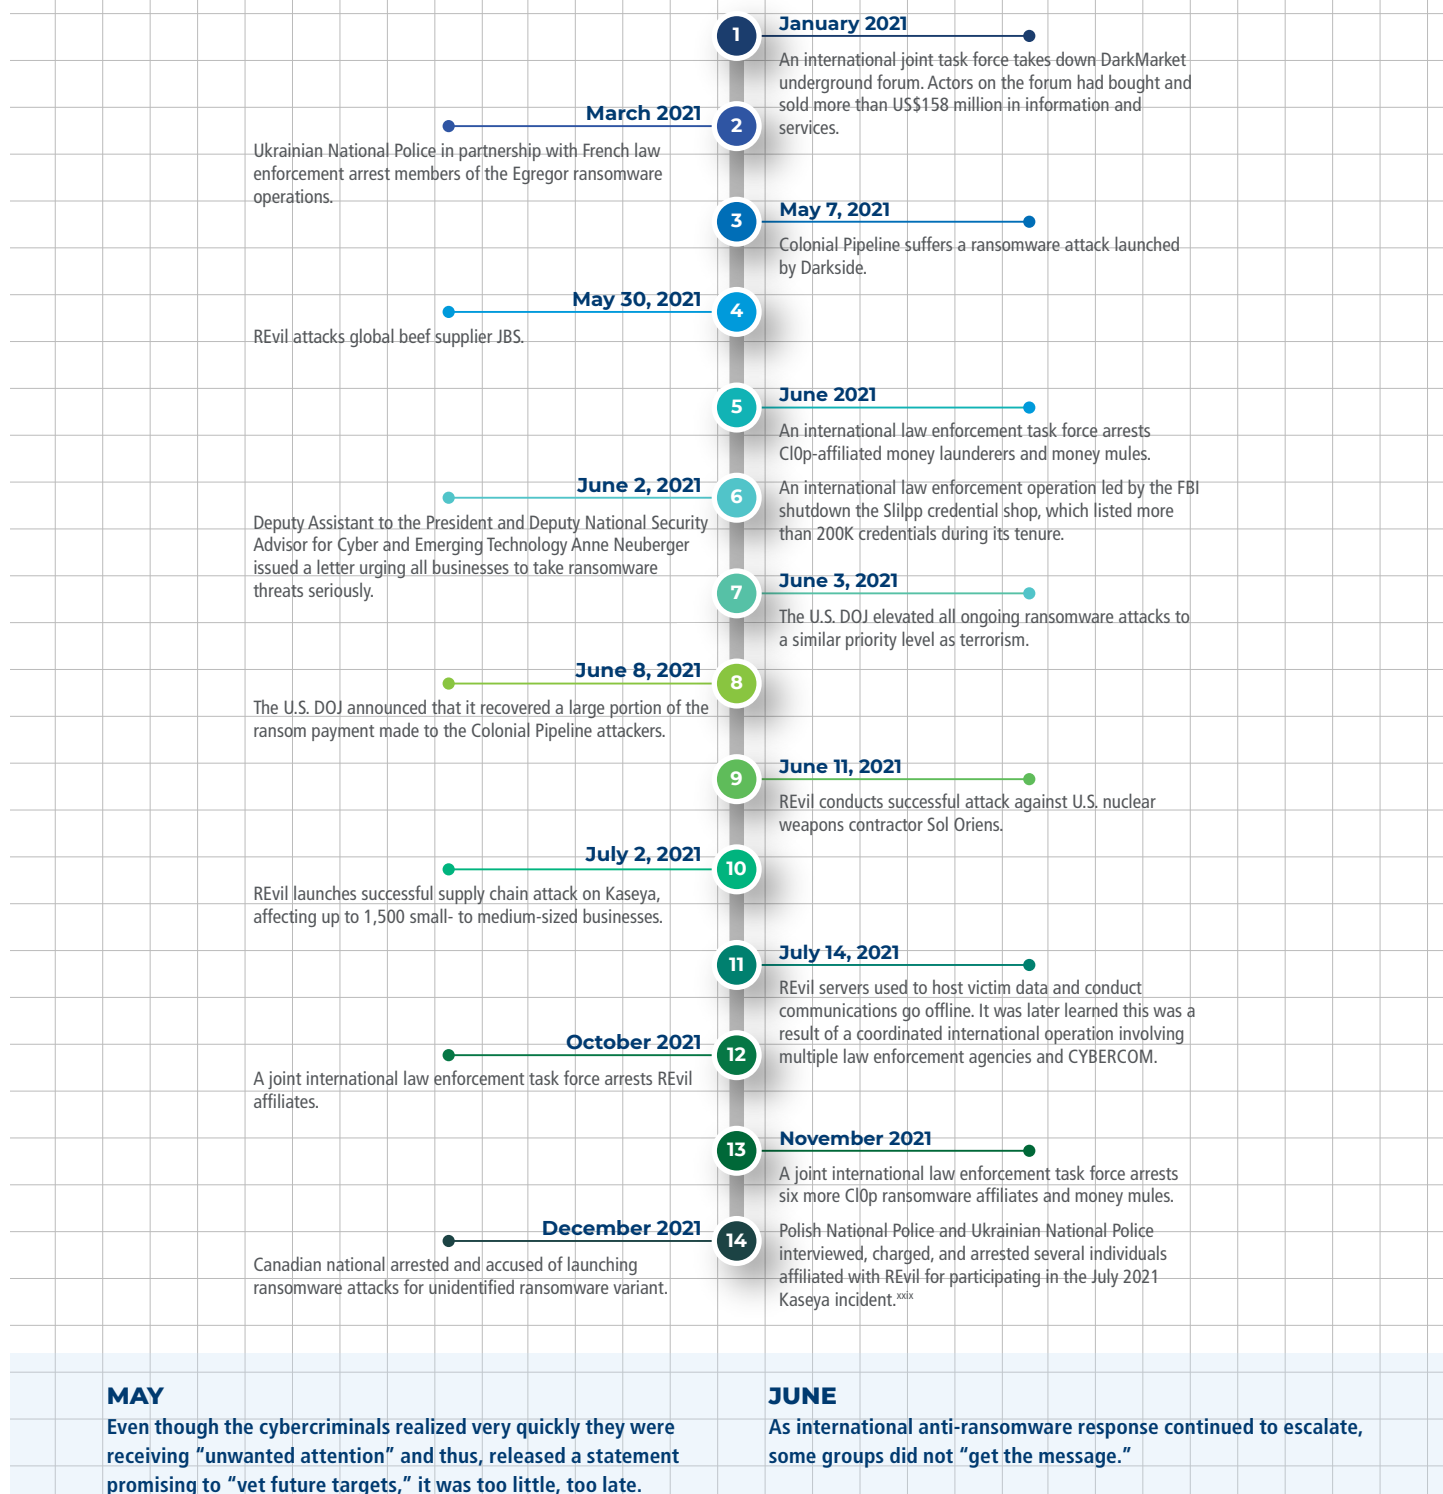 1
January 2021
An international joint task force takes down DarkMarket
underground forum. Actors on the forum had bought and
sold more than US$158 million in information and
services.
March 2021
2
Ukrainian National Police in partnership with French law
enforcement arrest members of the Egregor ransomware
operations.
3
May 7, 2021
Colonial Pipeline suffers a ransomware attack launched
by Darkside.
May 30, 2021
4
REvil attacks global beef supplier JBS.
5
June 2021
An international law enforcement task force arrests
Cl0p-affiliated money launderers and money mules.
An international law enforcement operation led by the FBI
shutdown the Slilpp credential shop, which listed more
than 200K credentials during its tenure.
June 2, 2021
6
Deputy Assistant to the President and Deputy National Security
Advisor for Cyber and Emerging Technology Anne Neuberger
issued a letter urging all businesses to take ransomware
threats seriously.
7
June 3, 2021
The U.S. DOJ elevated all ongoing ransomware attacks to
a similar priority level as terrorism.
June 8, 2021
8
The U.S. DOJ announced that it recovered a large portion of the
ransom payment made to the Colonial Pipeline attackers.
9
June 11, 2021
REvil conducts successful attack against U.S. nuclear
weapons contractor Sol Oriens.
July 2, 2021
10
REvil launches successful supply chain attack on Kaseya,
affecting up to 1,500 small- to medium-sized businesses.
11
July 14, 2021
REvil servers used to host victim data and conduct
communications go offline. It was later learned this was a
result of a coordinated international operation involving
multiple law enforcement agencies and CYBERCOM.
October 2021
12
A joint international law enforcement task force arrests REvil
affiliates.
13
November 2021
A joint international law enforcement task force arrests
six more Cl0p ransomware affiliates and money mules.
Polish National Police and Ukrainian National Police
interviewed, charged, and arrested several individuals
affiliated with REvil for participating in the July 2021
Kaseya incident.xxix
December 2021
14
Canadian national arrested and accused of launching
ransomware attacks for unidentified ransomware variant.
MAY
Even though the cybercriminals realized very quickly they were
receiving “unwanted attention” and thus, released a statement
promising to “vet future targets,” it was too little, too late.
JUNE
As international anti-ransomware response continued to escalate,
some groups did not “get the message.”